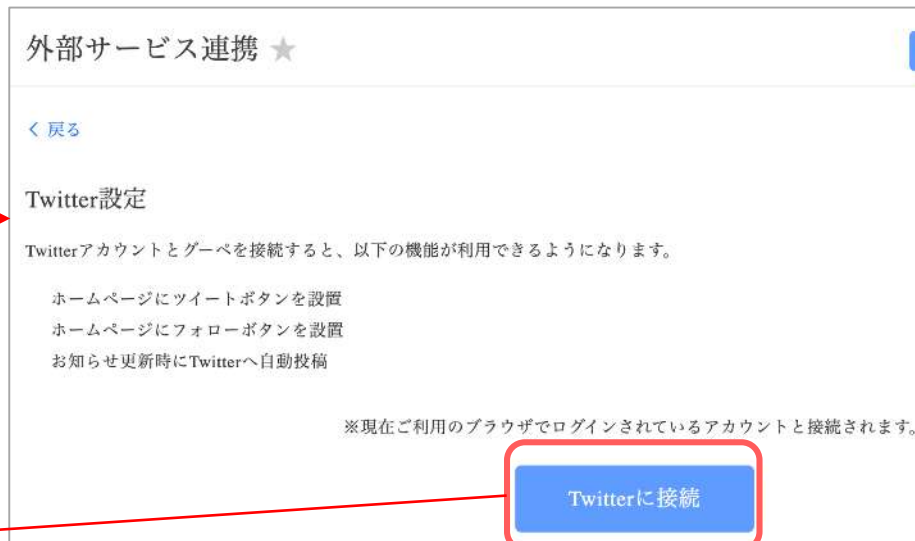 外部サービス連携 ★
< 戻る
Twitter設定
Twitterアカウントとグーペを接続すると、以下の機能が利用できるようになります。
ホームページにツイートボタンを設置
ホームページにフォローボタンを設置
お知らせ更新時にTwitterへ自動投稿
※現在ご利用のブラウザでログインされているアカウントと接続されます。
Twitterに接続